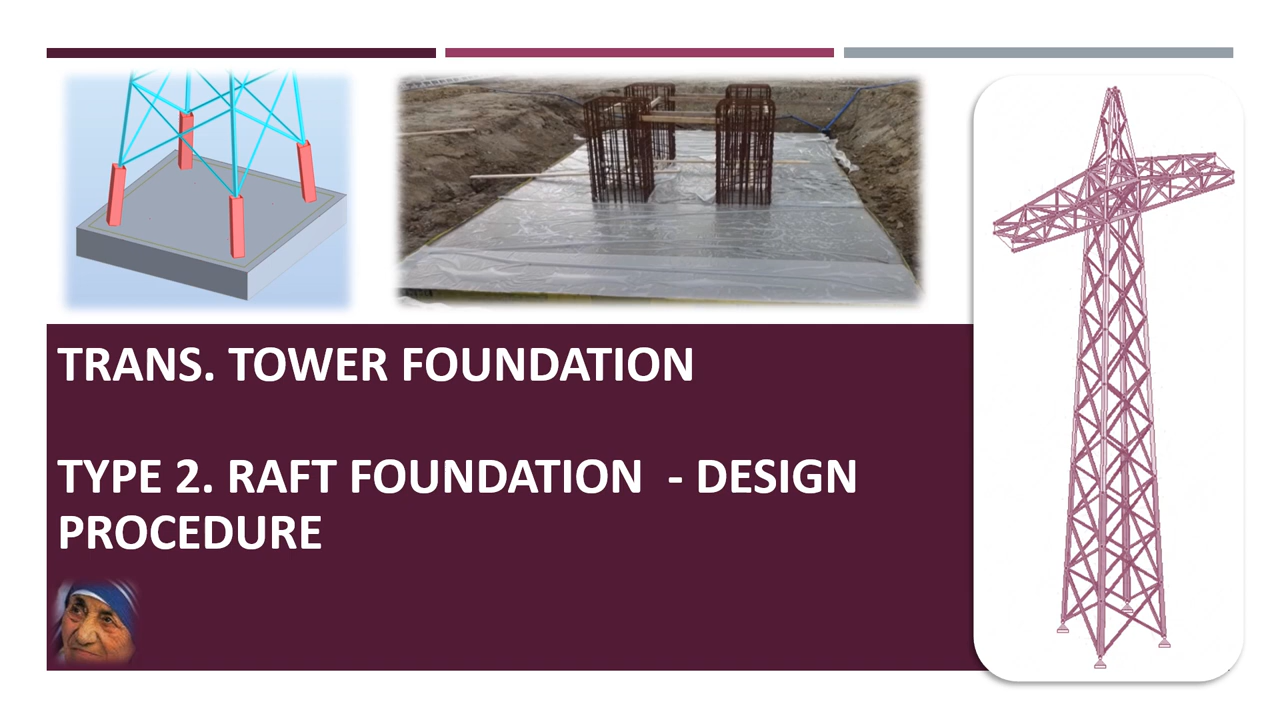 TRANS. TOWER FOUNDATION
TYPE 2. RAFT FOUNDATION - DESIGN
PROCEDURE